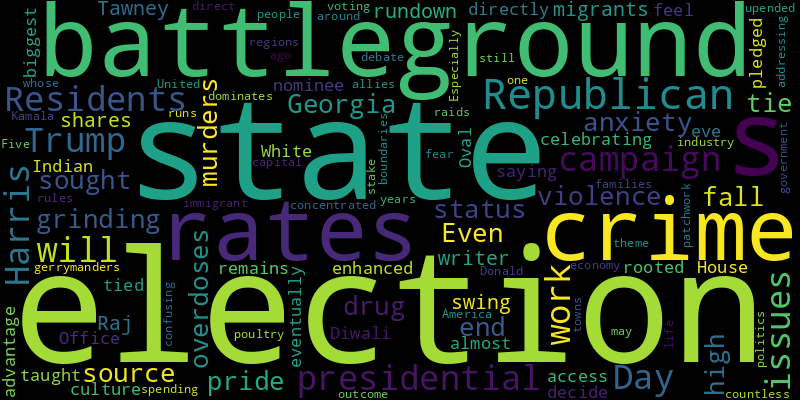 Tawney
people
voting
around
rundown
directly
direct
migrants
feel
upended
battleground
biggest
regions
ago
debate
still
Especially
pledged
addressing
whose
United
allies
nominee
one
Residents
dominates
Georgia
Republican
tie
Kamala
shares
runs
murders
boundaries
raids
anxiety
eve
Five
Trump
state
White
capital
Oval
celebrating
industry
s
Indian
fear
saying
campaign
government
sought
stake
rules
immigrant
concentrated
years
status
violence
families
fall
Harris
grinding
rates
Even
crime
theme
patchwork
will
writer
gerrymanders
remains
enhanced
Donald
economy
rooted
House
tied
overdoses
eventually
drug
swing
work
issues
election
advantage
Raj
confusing
America
end
towns
Office
poultry
Diwali
almost
may
life
politics
taught
source
culture
spending
pride
presidential
outcome
access
decide
Day
high
countless